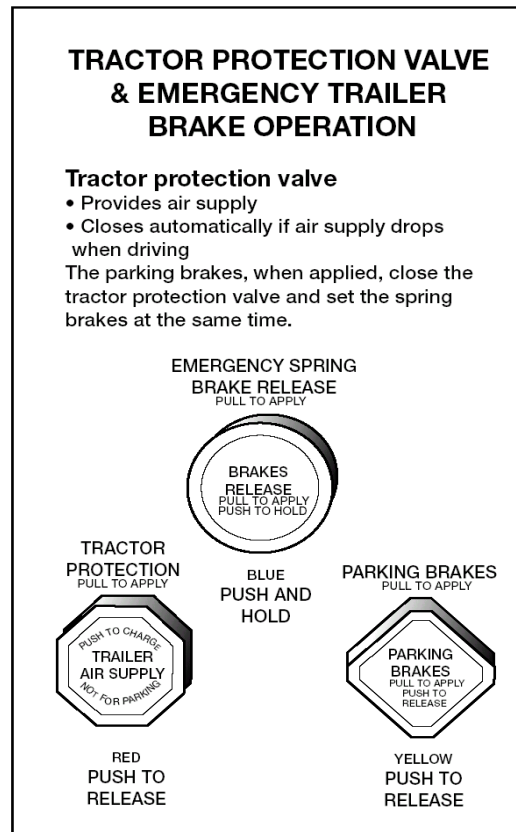 TRACTOR PROTECTION VALVE
& EMERGENCY TRAILER
BRAKE OPERATION
Tractor protection valve
• Provides air supply
• Closes automatically if air supply drops
when driving
The parking brakes, when applied, close the
tractor protection valve and set the spring
brakes at the same time.
EMERGENCY SPRING
BRAKE RELEASE
PULL TO APPLY
BRAKES
RELEASE
PULL TO APPLY
PUSH TO HOLD
BLUE
PUSH AND
HOLD
TRACTOR
PROTECTION
PULL TO APPLY
PUSH TO CHARGE
TRAILER
AIR SUPPLY
NOT FOR PARKING
RED
PUSH TO
RELEASE
PARKING BRAKES
PULL TO APPLY
PARKING
BRAKES
PULL TO APPLY
PUSH TO
RELEASE
YELLOW
PUSH TO
RELEASE